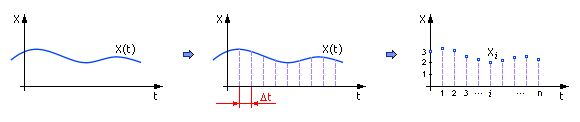 X
X(t)
t
X
X(t)
t
Δt
X
Xi
3
2
1
1 2 3 ... i ... n
t